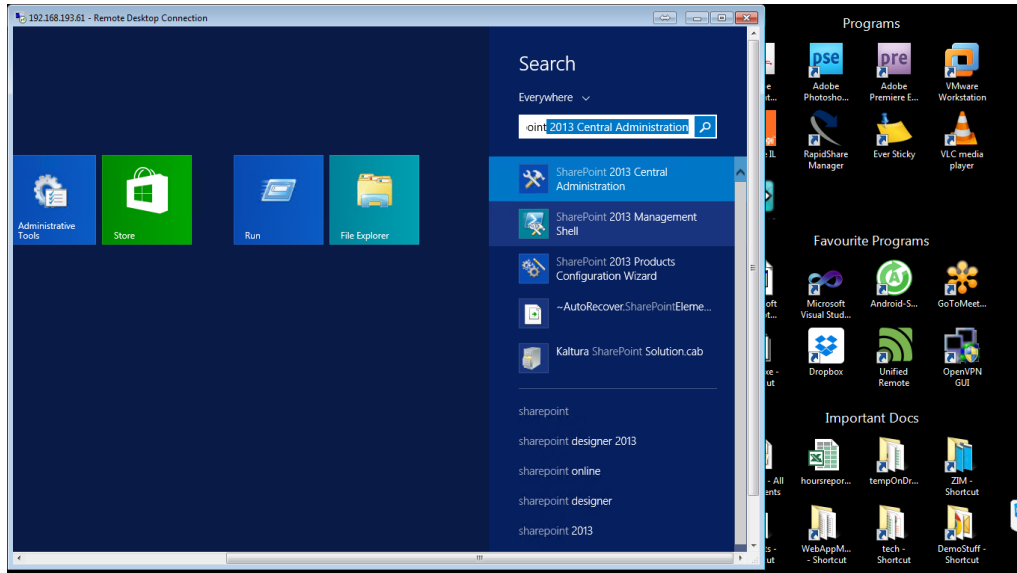 192.168.193.61 - Remote Desktop Connection
Search
Everywhere
oint 2013 Central Administration
SharePoint 2013 Central
Administration
SharePoint 2013 Management
Shell
SharePoint 2013 Products
Configuration Wizard
~AutoRecover.SharePointEleme...
Kaltura SharePoint Solution.cab
sharepoint
sharepoint designer 2013
sharepoint online
sharepoint designer
sharepoint 2013
Administrative
Tools
Store
Run
File Explorer
Programs
pse
pre
Adobe
Photosho...
Adobe
Premiere E...
VMware
Workstation
RapidShare
Manager
Ever Sticky
VLC media
player
Favourite Programs
Microsoft
Visual Stud...
Android-S...
GoToMeet...
Dropbox
Unified
Remote
OpenVPN
GUI
Important Docs
hoursrepor...
tempOnDr...
ZIM -
Shortcut
WebAppM...
- Shortcut
tech -
Shortcut
DemoStuff -
Shortcut